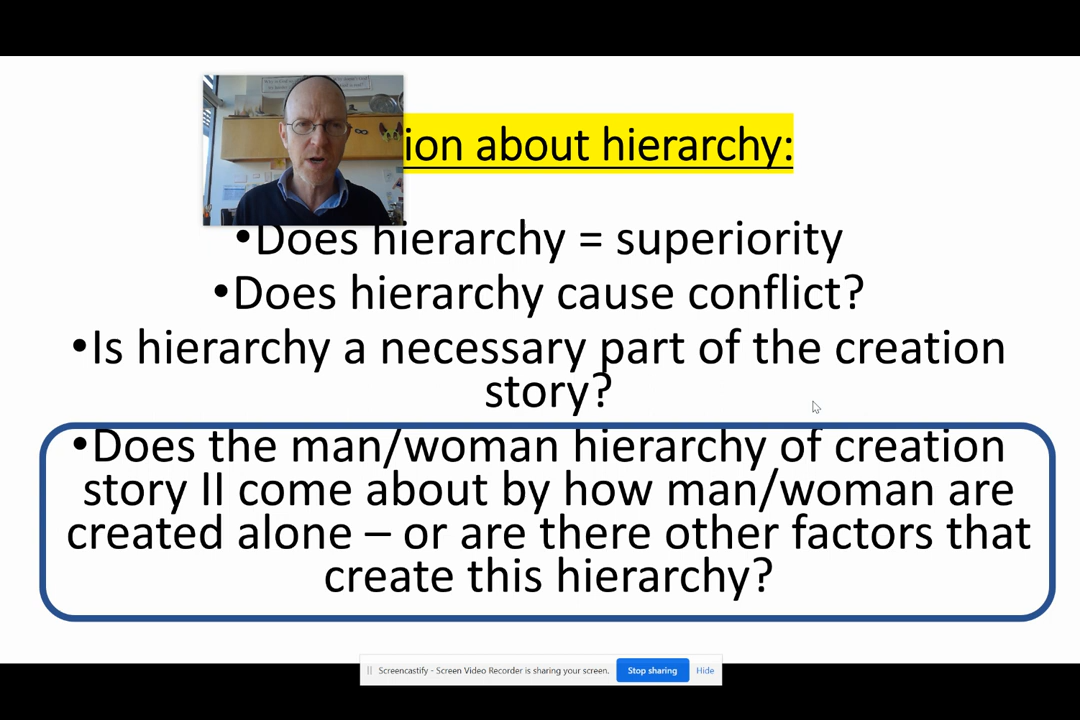 ion about hierarchy:
•Does hierarchy = superiority
•Does hierarchy cause conflict?
•Is hierarchy a necessary part of the creation
story?
•Does the man/woman hierarchy of creation
story II come about by how man/woman are
created alone – or are there other factors that
create this hierarchy?
Screencastify - Screen Video Recorder is sharing your screen. Stop sharing Hide